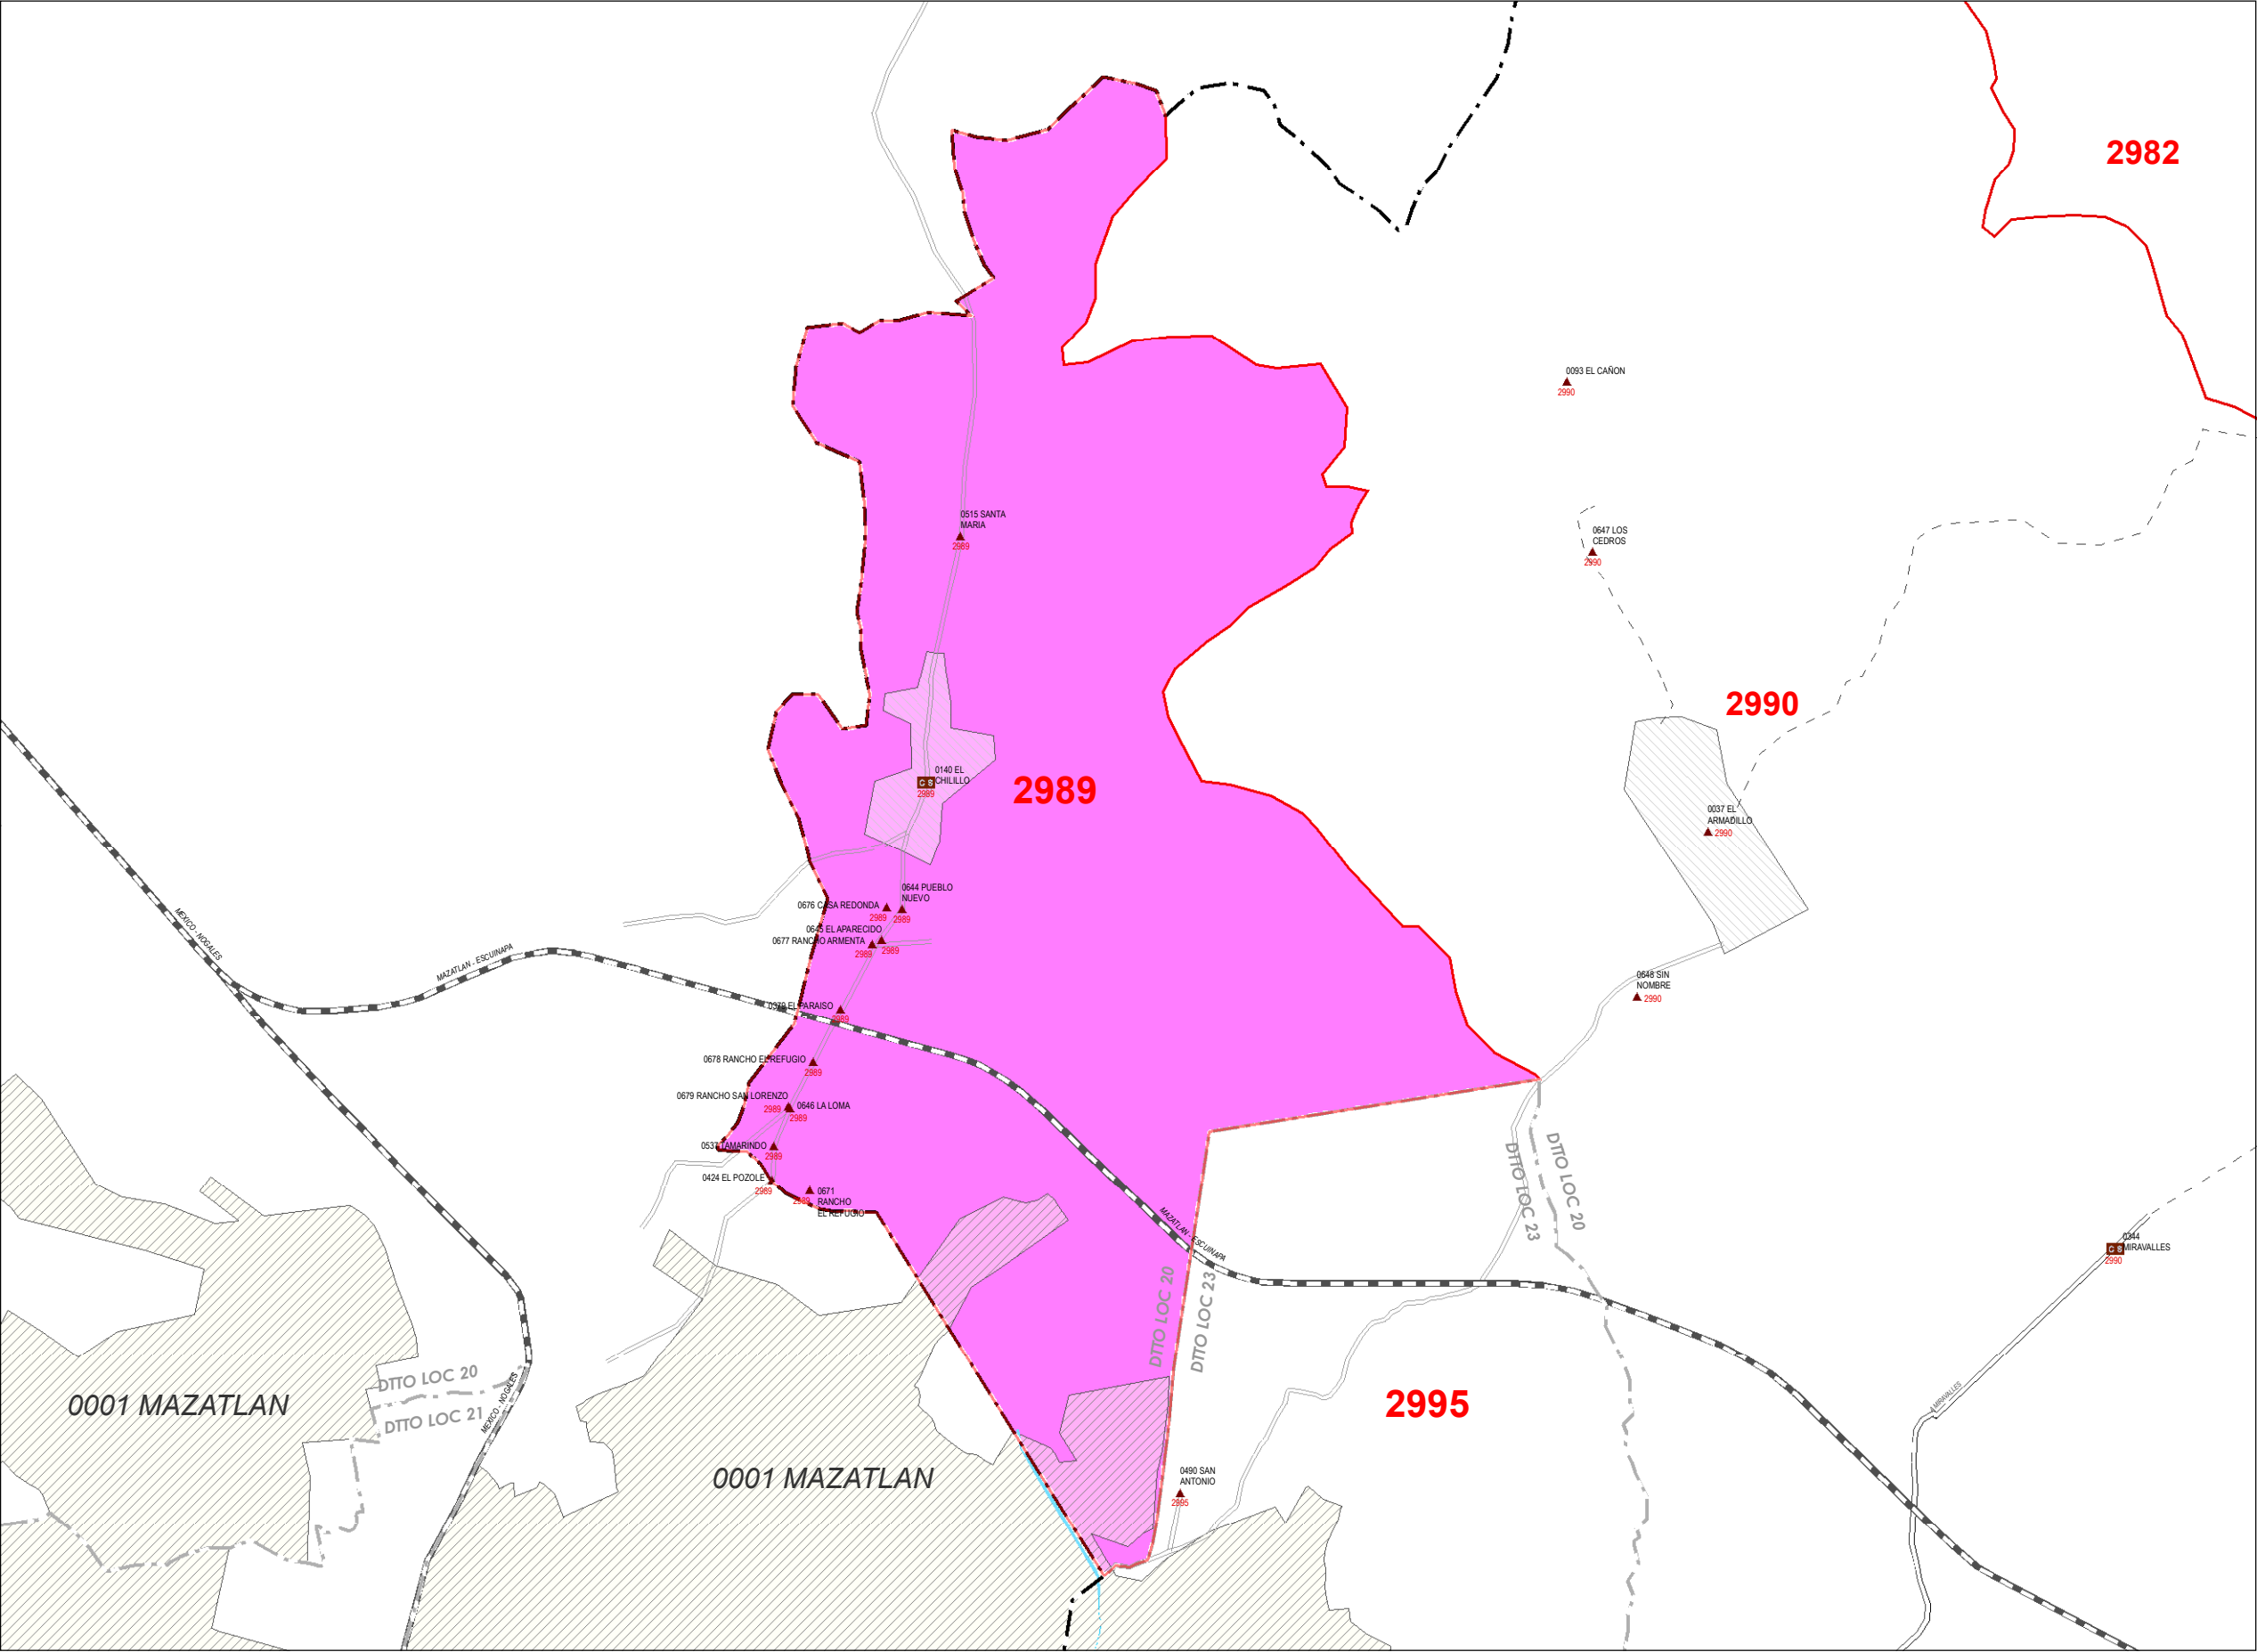 2982
0093 EL CAÑON
2990
0515 SANTA
MARIA
2989
0647 LOS
CEDROS
2990
2990
0140 EL
CHILILLO
C S
2989
2989
0037 EL
ARMADILLO
2990
0644 PUEBLO
NUEVO
2989
0676 CASA REDONDA
2989
0645 EL APARECIDO
2989
0677 RANCHO ARMENTA
2989
MEXICO - NOGALES
MAZATLAN - ESCUINAPA
0648 SIN
NOMBRE
2990
0379 EL PARAISO
2989
0678 RANCHO EL REFUGIO
2989
0679 RANCHO SAN LORENZO
2989
0646 LA LOMA
2989
0537 TAMARINDO
2989
0424 EL POZOLE
2989
0671
RANCHO
EL REFUGIO
2989
DTTO LOC 20
DTTO LOC 23
MAZATLAN - ESCUINAPA
0244
MIRAVALLES
C S
2990
DTTO LOC 20
DTTO LOC 23
DTTO LOC 20
DTTO LOC 21
MEXICO - NOGALES
0001 MAZATLAN
2995
A MIRAVALLES
0001 MAZATLAN
0490 SAN
ANTONIO
2995